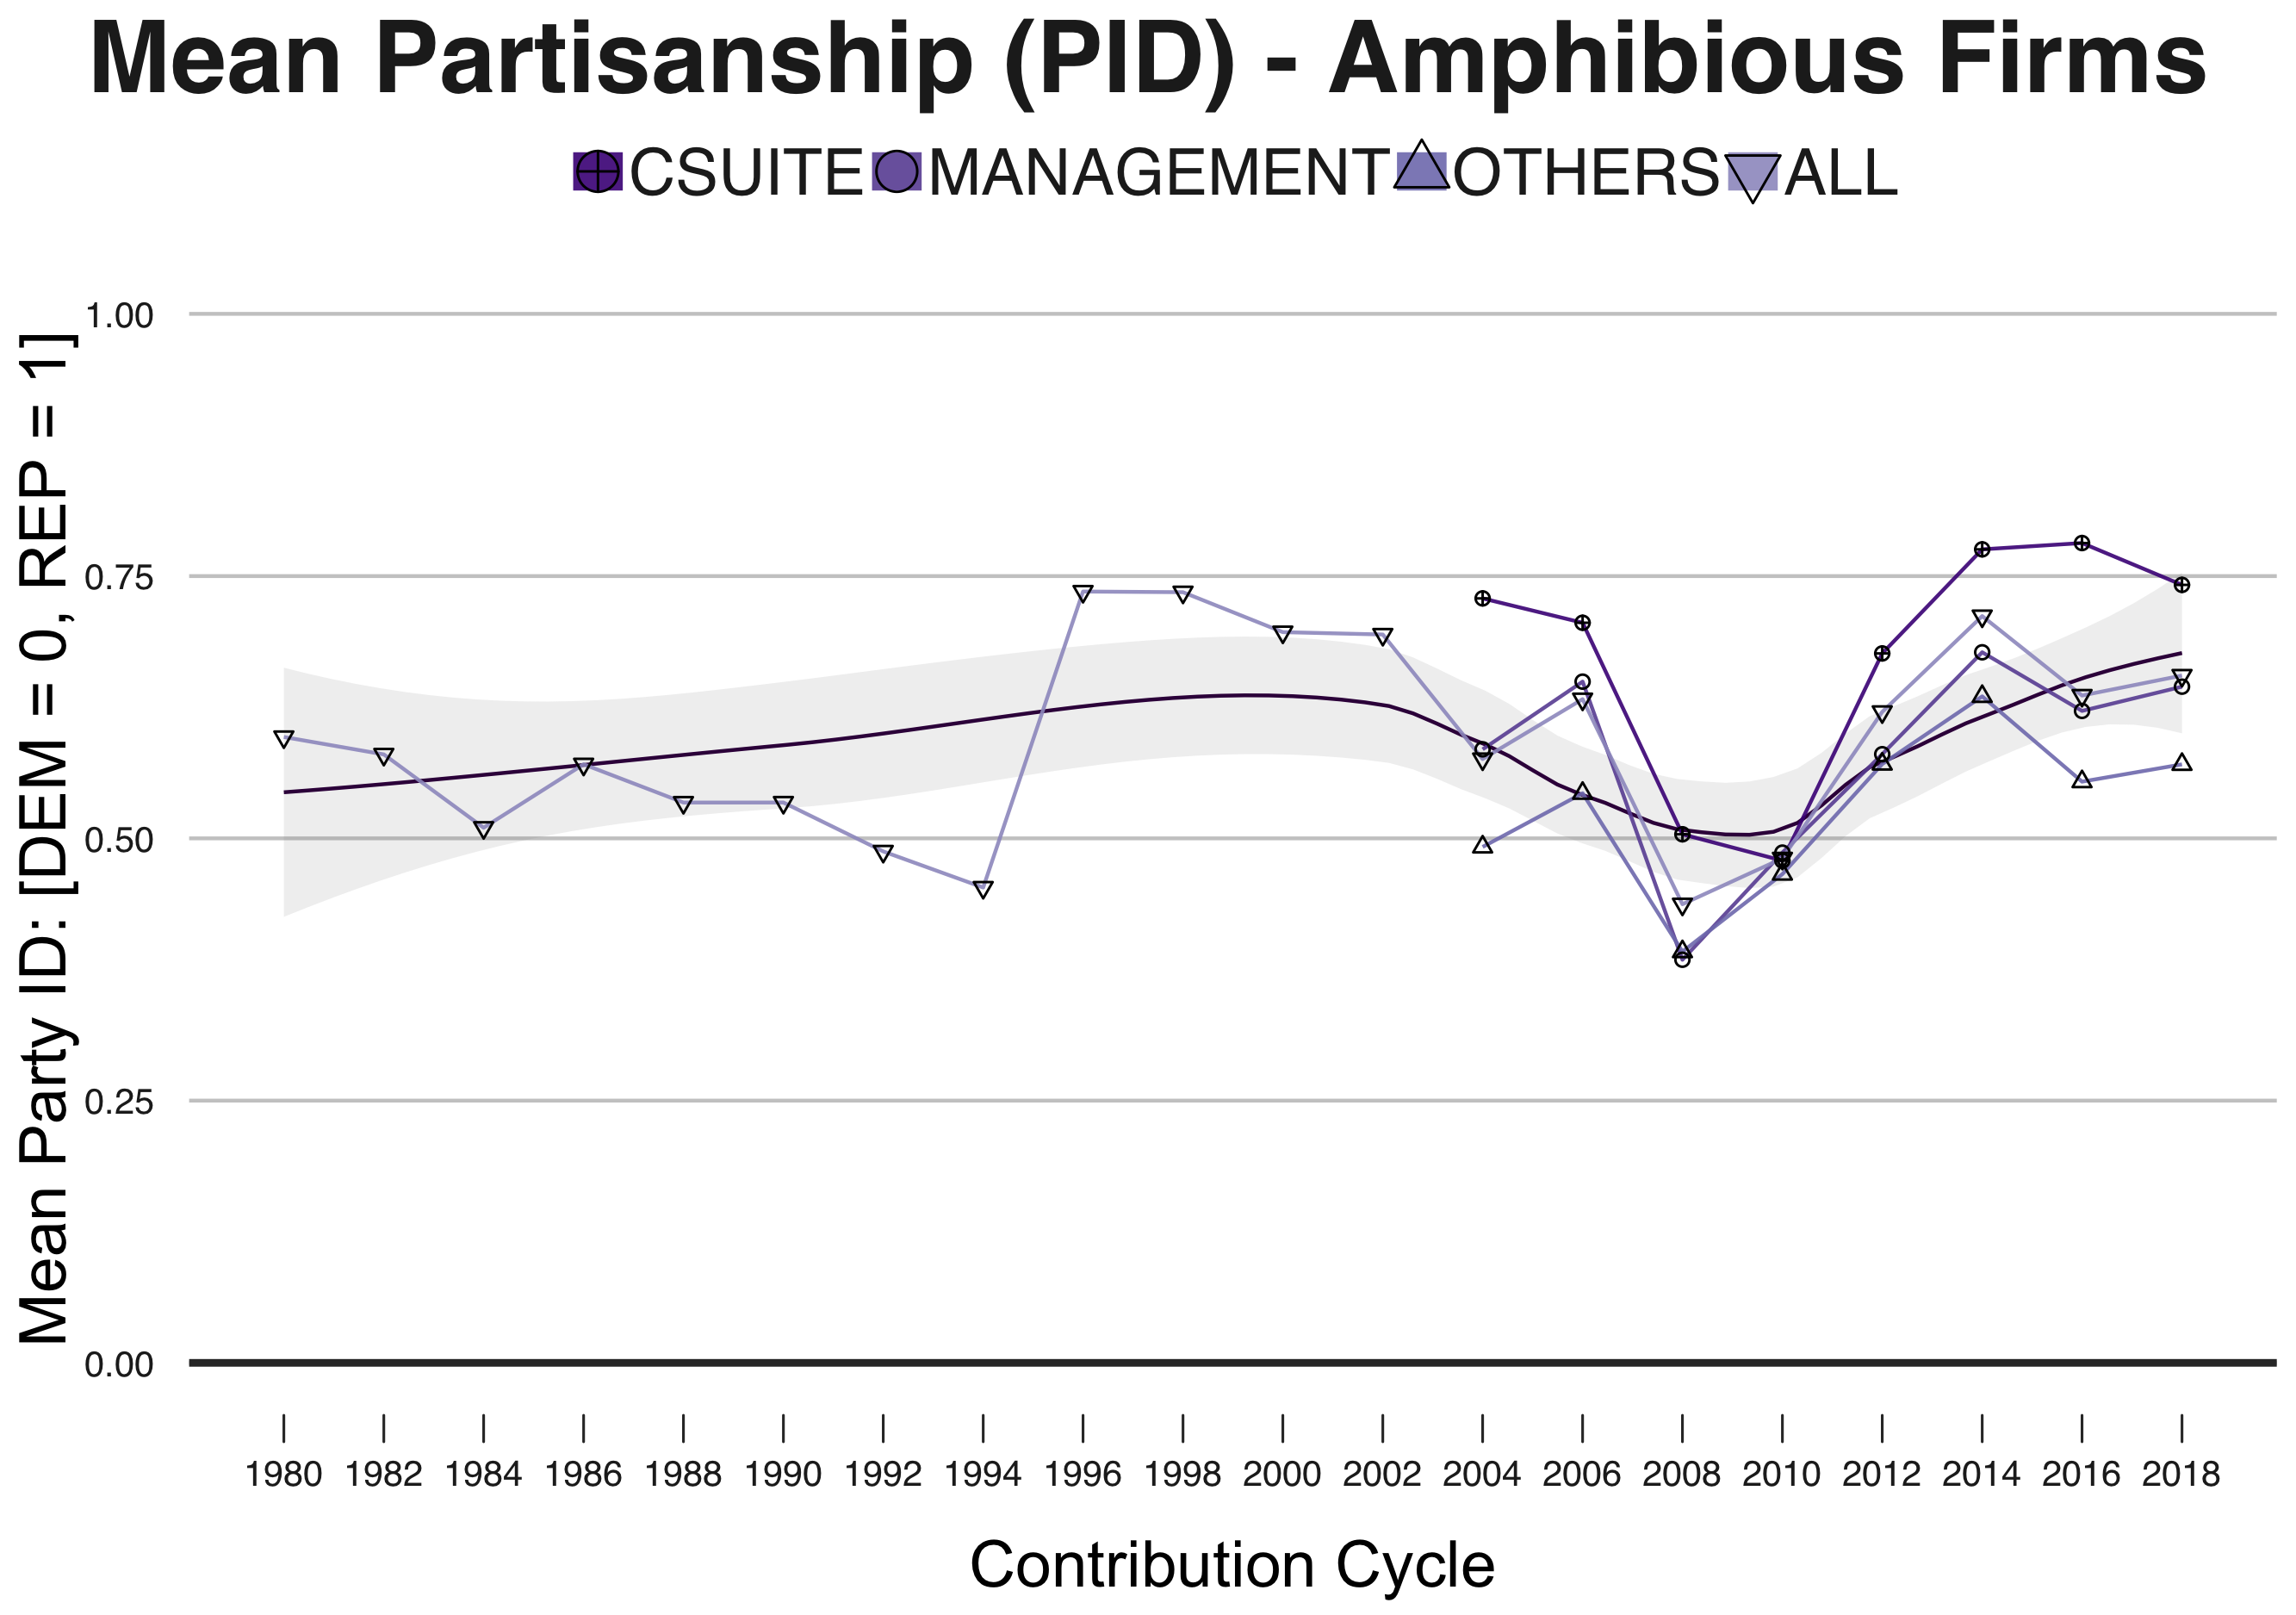 Mean Partisanship (PID) - Amphibious Firms
CSUITE MANAGEMENT OTHERS ALL
Mean Party ID: [DEM = 0, REP = 1]
1.00
0.75
0.50
0.25
0.00
1980 1982 1984 1986 1988 1990 1992 1994 1996 1998 2000 2002 2004 2006 2008 2010 2012 2014 2016 2018
Contribution Cycle